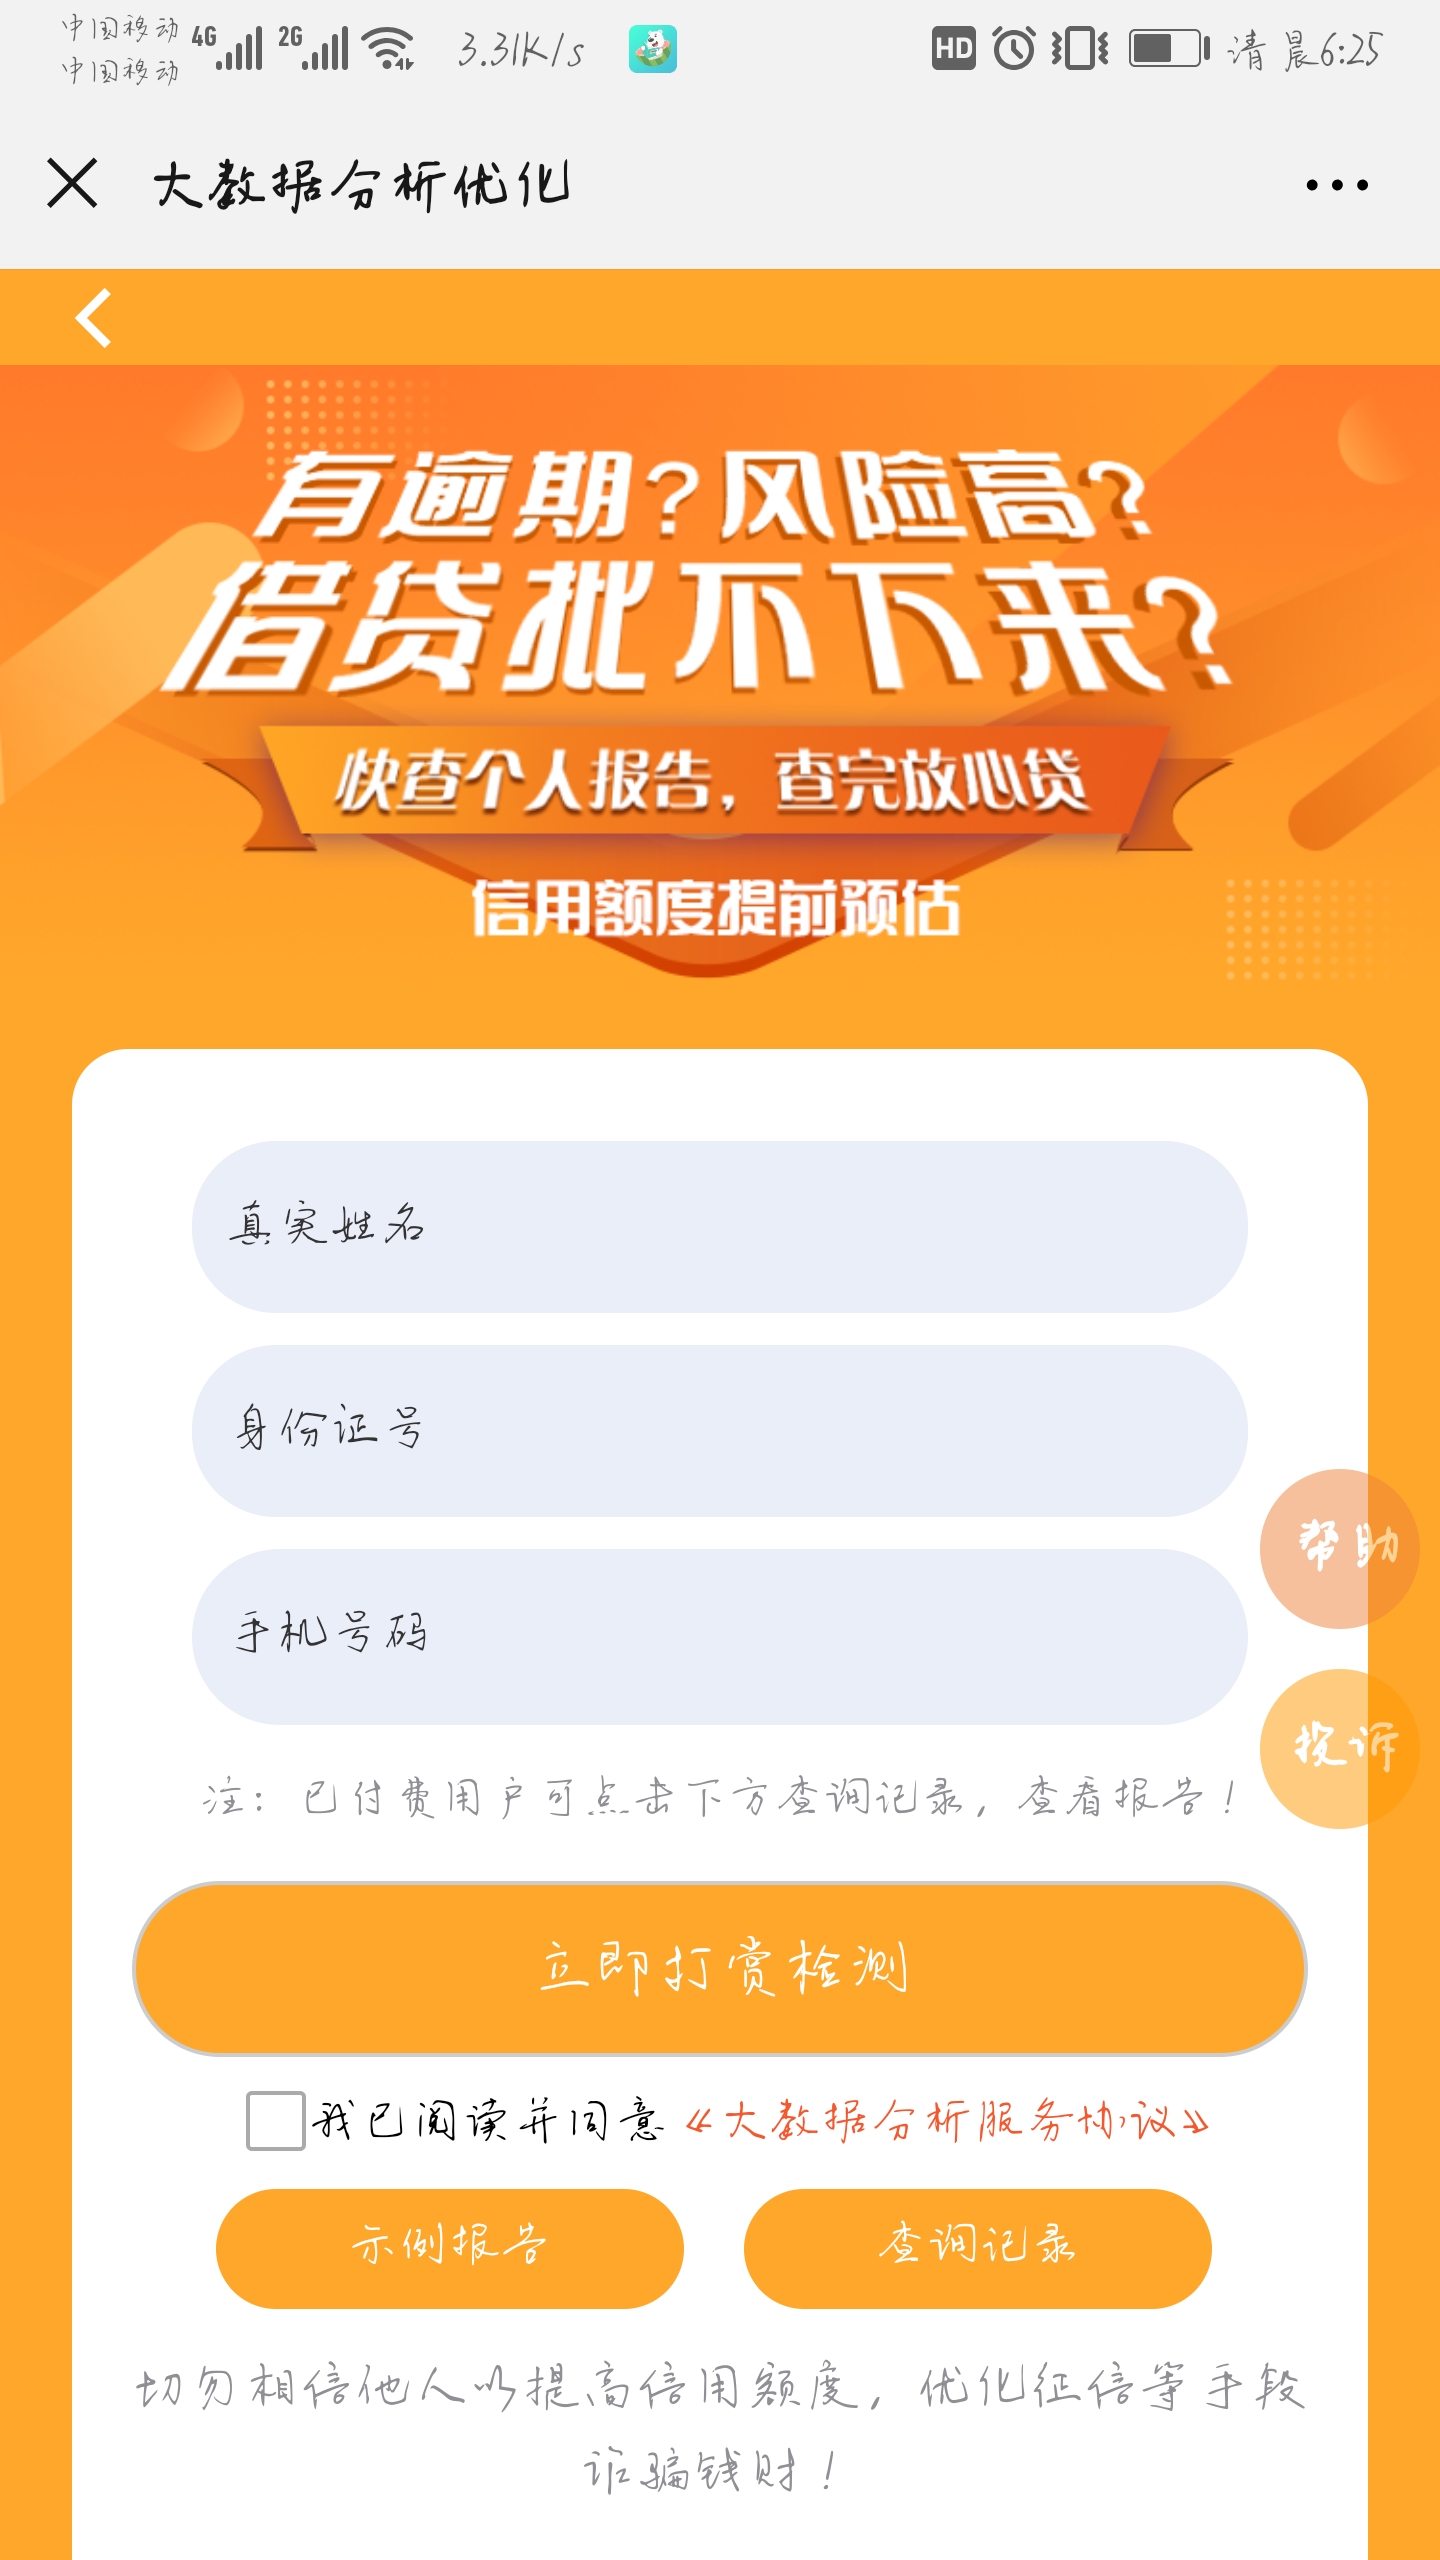 中国移动 4G 2G 3.31K/s HD 清晨6:25
中国移动
大数据分析优化
有逾期?风险高?
借贷批不下来?
快查个人报告，查完放心贷
信用额度提前预估
真实姓名
身份证号
手机号码
帮助
投诉
注：已付费用户可点击下方查询记录，查看报告！
立即打赏检测
我已阅读并同意《大数据分析服务协议》
示例报告 查询记录
切勿相信他人以提高信用额度，优化征信等手段
诈骗钱财！